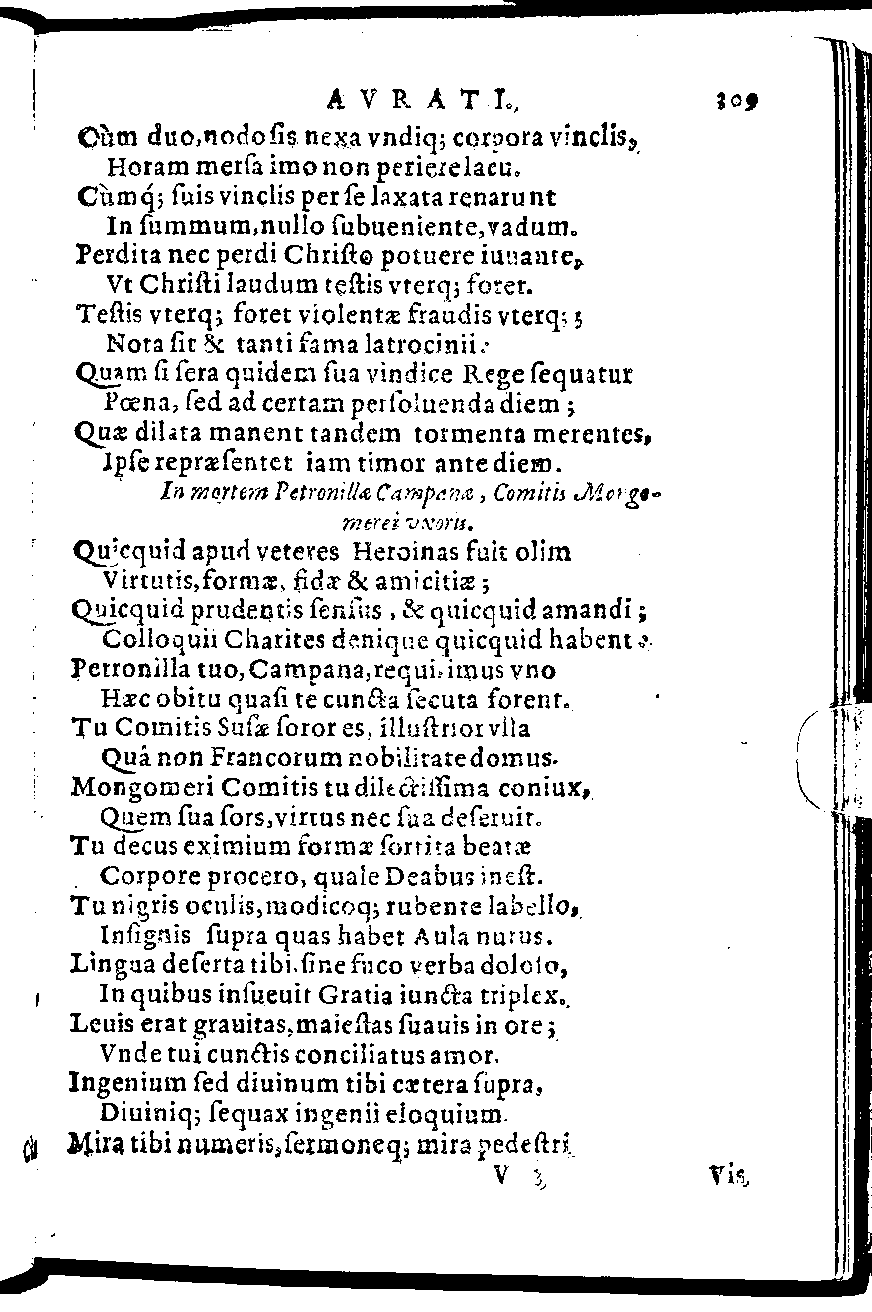 AVRATI. 309
Cùm duo, nodosis nexa vndiq; corpora vinclis,
Horam mersa imo non periere lacu.
Cùmq́; suis vinclis per se laxata renarunt
In summum, nullo subueniente, vadum.
Perdita nec perdi Christo potuere iuuante,
Vt Christi laudum testis vterq; foret.
Testis vterq; foret violentæ fraudis vterq;;
Nota sit & tanti fama latrocinii:
Quam si sera quidem sua vindice Rege sequatur
Pœna, sed ad certam persoluenda diem;
Quæ dilata manent tandem tormenta merentes,
Ipse repræsentet iam timor ante diem.
In mortem Petronillæ Campanæ, Comitis Morgo-
merei vxoris.
Quicquid apud veteres Heroinas fuit olim
Virtutis, formæ, fidæ & amicitiæ;
Quicquid prudentis sensus, & quicquid amandi;
Colloquii Charites denique quicquid habent:
Petronilla tuo, Campana, requirimus vno
Hæc obitu quasi te cuncta secuta forent.
Tu Comitis Susæ soror es, illustrior vlla
Quâ non Francorum nobilitate domus.
Mongomeri Comitis tu dilectissima coniux,
Quem sua sors, virtus nec sua deseruit.
Tu decus eximium formæ sortita beatæ
Corpore procero, quale Deabus inest.
Tu nigris oculis, modicoq; rubente labello,
Insignis supra quas habet Aula nurus.
Lingua deserta tibi, sine fuco verba doloso,
In quibus insueuit Gratia iuncta triplex.
Leuis erat grauitas, maiestas suauis in ore;
Vnde tui cunctis conciliatus amor.
Ingenium sed diuinum tibi cætera supra,
Diuiniq; sequax ingenii eloquium.
Mira tibi numeris, sermoneq; mira pedestri
V 3 Vis,